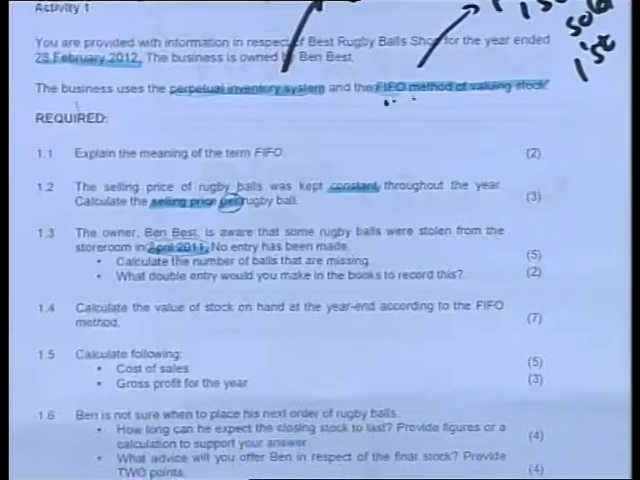 Activity 1
1st
sold
1st
You are provided with information in respect of Best Rugby Balls Shop for the year ended
28 February 2012. The business is owned by Ben Best.
The business uses the perpetual inventory system and the FIFO method of valuing stock.
REQUIRED:
1.1 Explain the meaning of the term FIFO. (2)
1.2 The selling price of rugby balls was kept constant throughout the year.
Calculate the selling price per rugby ball. (3)
1.3 The owner, Ben Best, is aware that some rugby balls were stolen from the
storeroom in April 2011. No entry has been made.
• Calculate the number of balls that are missing. (5)
• What double entry would you make in the books to record this? (2)
1.4 Calculate the value of stock on hand at the year-end according to the FIFO
method. (7)
1.5 Calculate following:
• Cost of sales (5)
• Gross profit for the year (3)
1.6 Ben is not sure when to place his next order of rugby balls.
• How long can be expect the closing stock to last? Provide figures or a
calculation to support your answer. (4)
• What advice will you offer Ben in respect of the final stock? Provide
TWO points. (4)